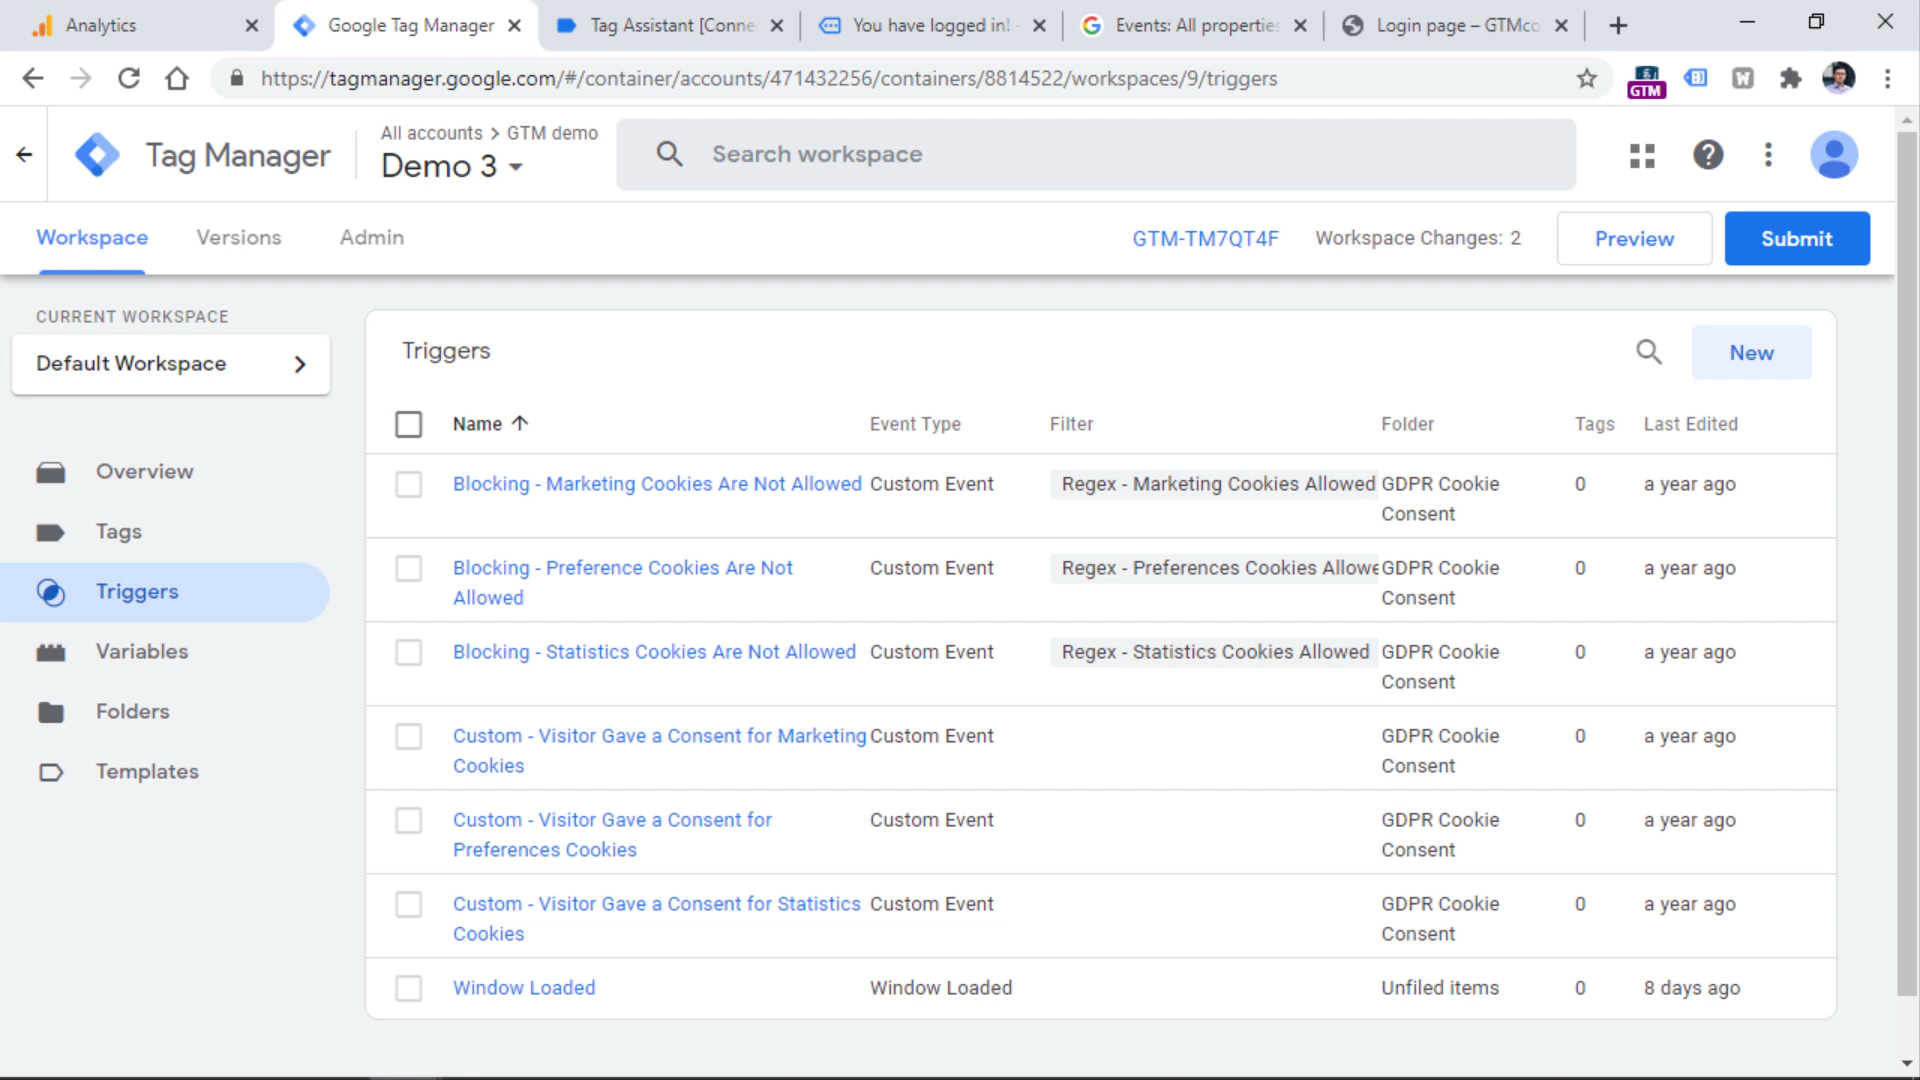 Analytics
Google Tag Manager
Tag Assistant [Conne
You have logged in! -
Events: All properties
Login page – GTMco
https://tagmanager.google.com/#/container/accounts/471432256/containers/8814522/workspaces/9/triggers
GTM
W
Tag Manager
All accounts > GTM demo
Demo 3
Search workspace
Workspace
Versions
Admin
GTM-TM7QT4F
Workspace Changes: 2
Preview
Submit
CURRENT WORKSPACE
Default Workspace
Overview
Tags
Triggers
Variables
Folders
Templates
Triggers
New
Name Event Type Filter Folder Tags Last Edited
Blocking - Marketing Cookies Are Not Allowed Custom Event Regex - Marketing Cookies Allowed GDPR Cookie 0 a year ago
Consent
Blocking - Preference Cookies Are Not Custom Event Regex - Preferences Cookies Allowe GDPR Cookie 0 a year ago
Allowed Consent
Blocking - Statistics Cookies Are Not Allowed Custom Event Regex - Statistics Cookies Allowed GDPR Cookie 0 a year ago
Consent
Custom - Visitor Gave a Consent for Marketing Custom Event GDPR Cookie 0 a year ago
Cookies Consent
Custom - Visitor Gave a Consent for Custom Event GDPR Cookie 0 a year ago
Preferences Cookies Consent
Custom - Visitor Gave a Consent for Statistics Custom Event GDPR Cookie 0 a year ago
Cookies Consent
Window Loaded Window Loaded Unfiled items 0 8 days ago